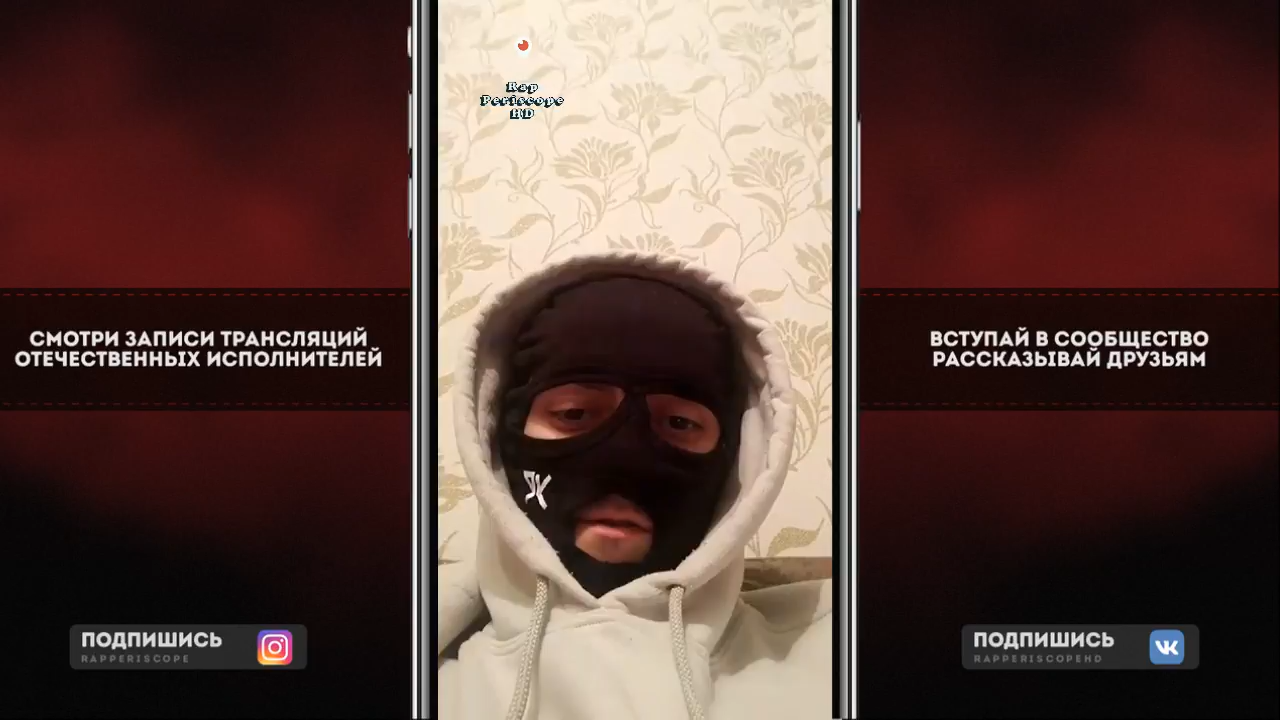 Rap
Periscope
HD
СМОТРИ ЗАПИСИ ТРАНСЛЯЦИЙ
ОТЕЧЕСТВЕННЫХ ИСПОЛНИТЕЛЕЙ
ВСТУПАЙ В СООБЩЕСТВО
РАССКАЗЫВАЙ ДРУЗЬЯМ
ПОДПИШИСЬ
RAPPERISCOPE
ПОДПИШИСЬ
RAPPERISCOPEHD